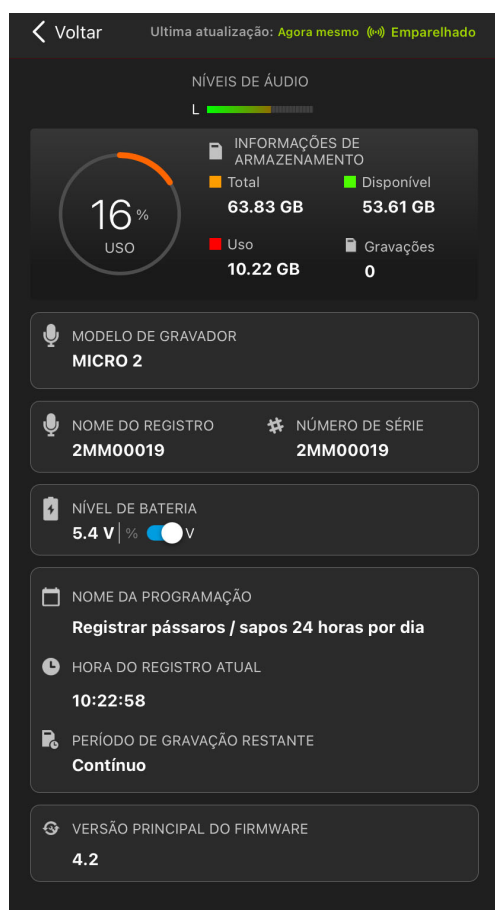 Voltar Ultima atualização: Agora mesmo Emparelhado
NÍVEIS DE ÁUDIO
L
INFORMAÇÕES DE
ARMAZENAMENTO
16%
USO
Total Disponível
63.83 GB 53.61 GB
Uso Gravações
10.22 GB 0
MODELO DE GRAVADOR
MICRO 2
NOME DO REGISTRO NÚMERO DE SÉRIE
2MM00019 2MM00019
NÍVEL DE BATERIA
5.4 V % V
NOME DA PROGRAMAÇÃO
Registrar pássaros / sapos 24 horas por dia
HORA DO REGISTRO ATUAL
10:22:58
PERÍODO DE GRAVAÇÃO RESTANTE
Contínuo
VERSÃO PRINCIPAL DO FIRMWARE
4.2